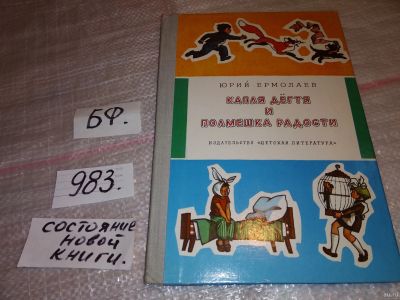 БФ.
983.
состояние
новой
книги.
ЮРИЙ ЕРМОЛАЕВ
КАПЛЯ ДЁГТЯ
И
ПОЛМЕШКА РАДОСТИ
ИЗДАТЕЛЬСТВО «ДЕТСКАЯ ЛИТЕРАТУРА»